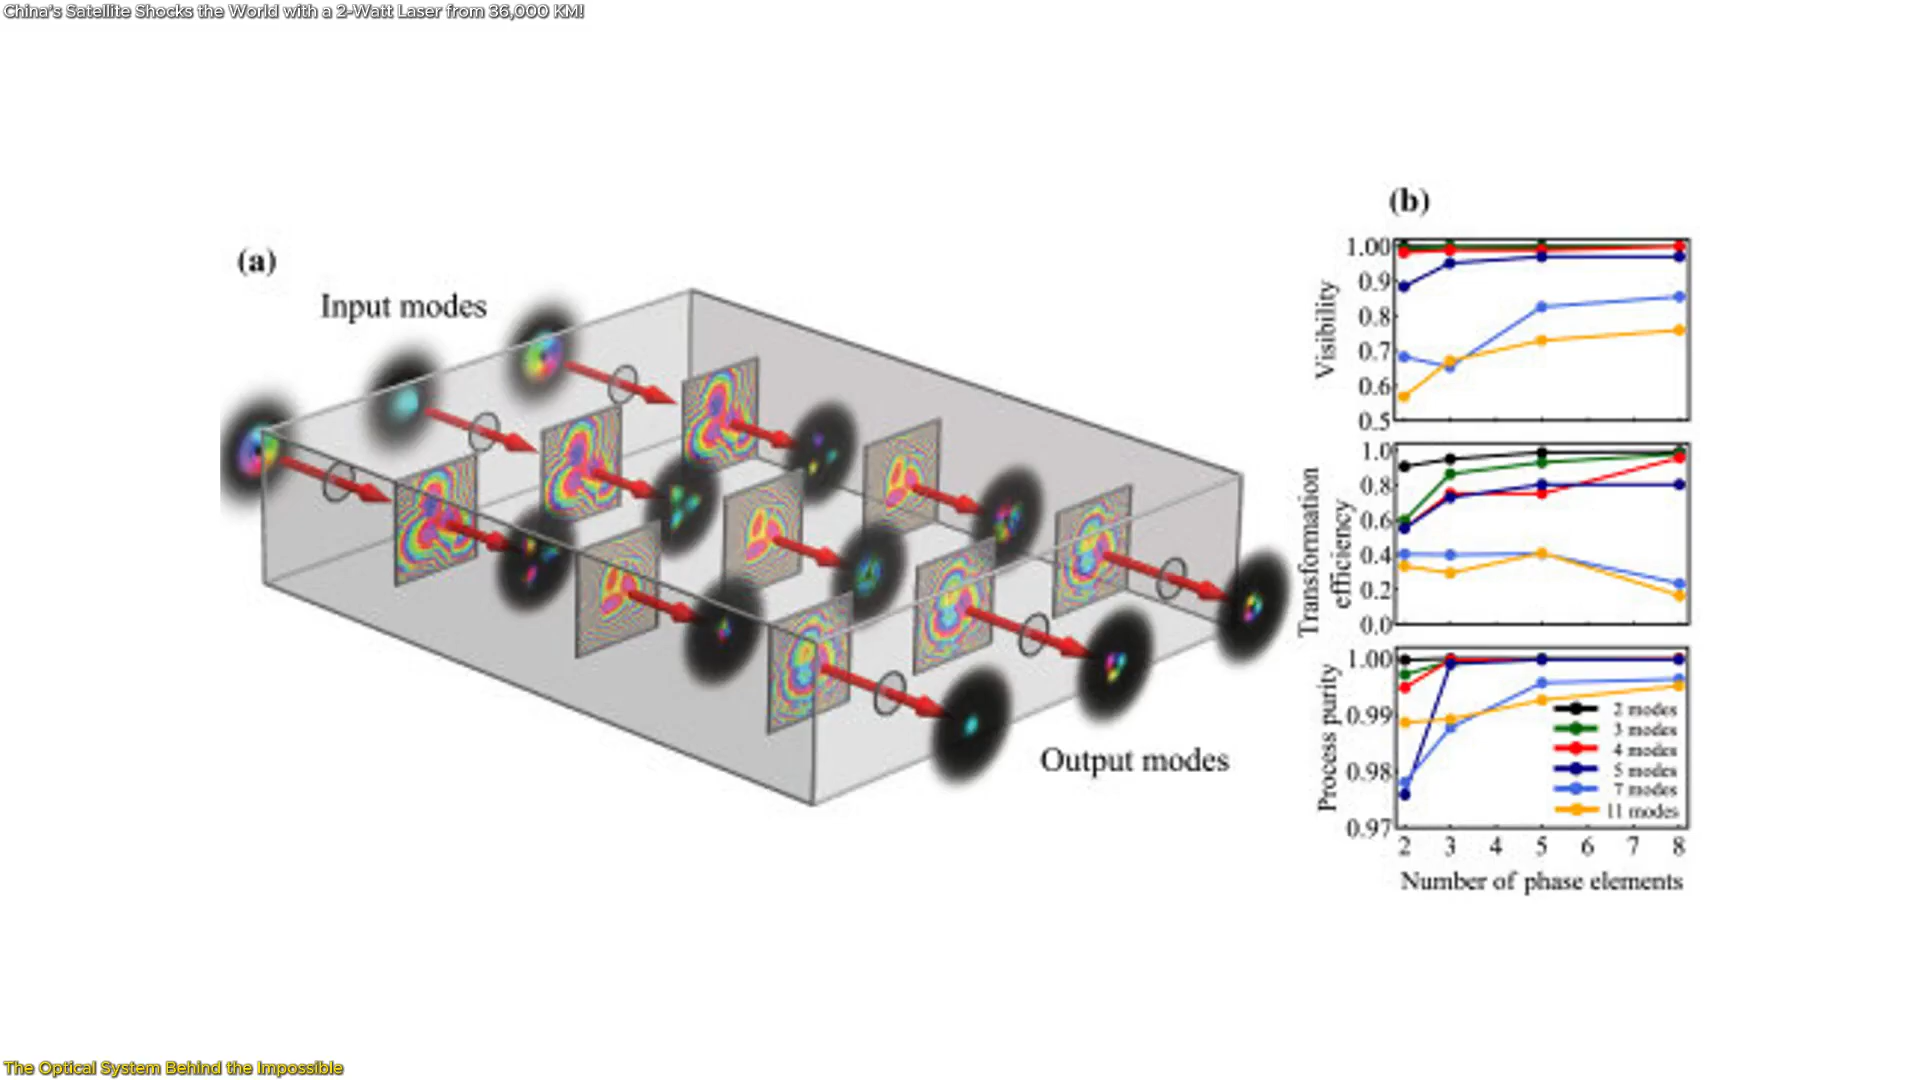 China's Satellite Shocks the World with a 2-Watt Laser from 36,000 KM!
(a)
Input modes
Output modes
(b)
1.00
0.9
0.8
0.7
0.6
0.5
Visibility
1.0
0.8
0.6
0.4
0.2
0.0
Transformation
efficiency
1.00
0.99
0.98
0.97
Process purity
2 modes
3 modes
4 modes
5 modes
7 modes
11 modes
2 3 4 5 6 7 8
Number of phase elements
The Optical System Behind the Impossible